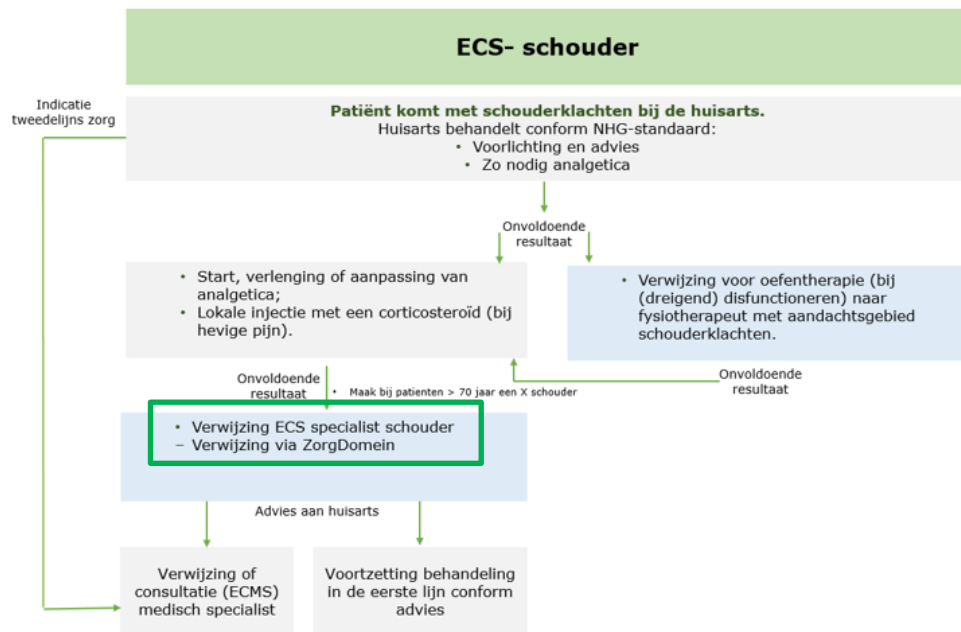 ECS- schouder
Indicatie
tweedelijns zorg
Patiënt komt met schouderklachten bij de huisarts.
Huisarts behandelt conform NHG-standaard:
• Voorlichting en advies
• Zo nodig analgetica
Onvoldoende
resultaat
• Start, verlenging of aanpassing van
analgetica;
• Lokale injectie met een corticosteroïd (bij
hevige pijn).
• Verwijzing voor oefentherapie (bij
(dreigend) disfunctioneren) naar
fysiotherapeut met aandachtsgebied
schouderklachten.
Onvoldoende
resultaat
• Maak bij patienten > 70 jaar een X schouder
Onvoldoende
resultaat
• Verwijzing ECS specialist schouder
– Verwijzing via ZorgDomein
Advies aan huisarts
Verwijzing of
consultatie (ECMS)
medisch specialist
Voortzetting behandeling
in de eerste lijn conform
advies